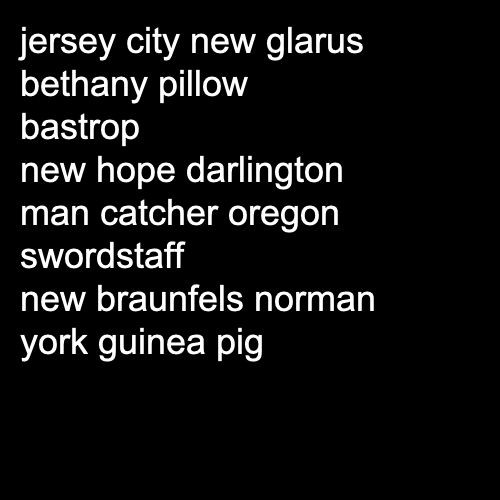 jersey city new glarus
bethany pillow
bastrop
new hope darlington
man catcher oregon
swordstaff
new braunfels norman
york guinea pig